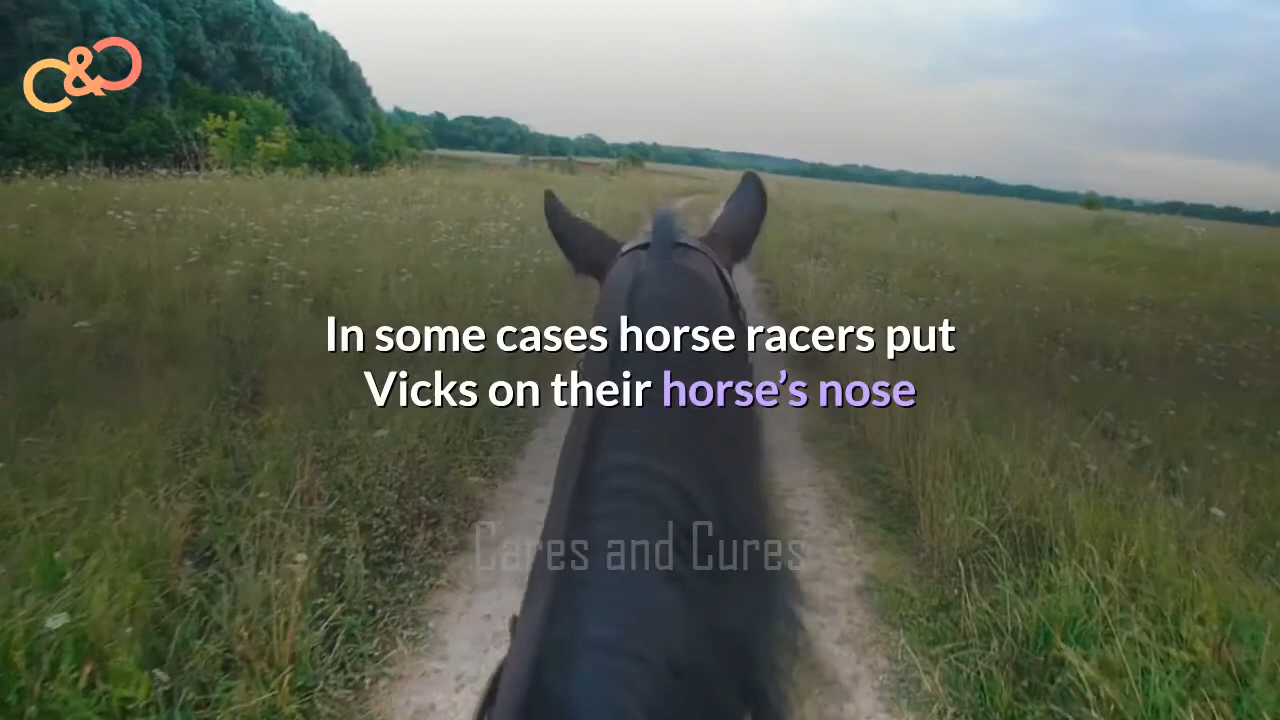 C&C
In some cases horse racers put
Vicks on their horse’s nose
Cares and Cures